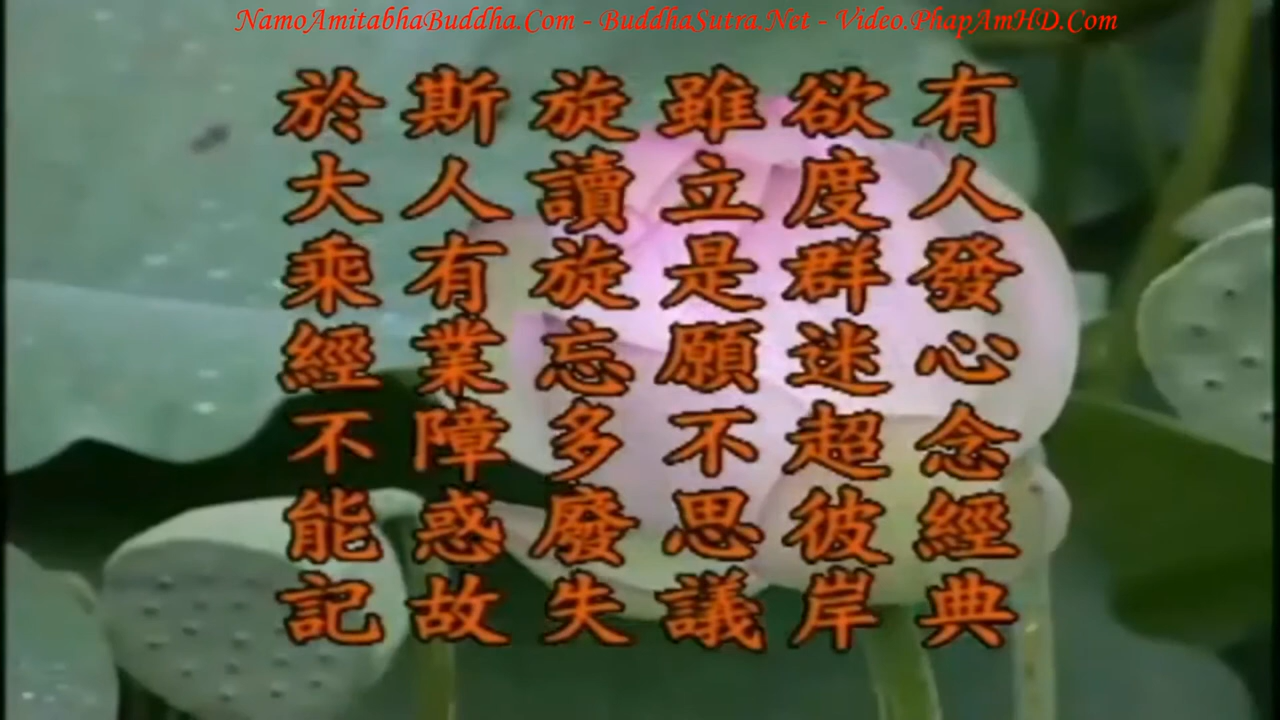 NamoAmitabhaBuddha.Com - BuddhaSutra.Net - Video.PhapAmHD.Com
有人發心念經典
欲度群迷超彼岸
雖立是願不思議
旋讀旋忘多廢失
斯人有業障惑故
於大乘經不能記